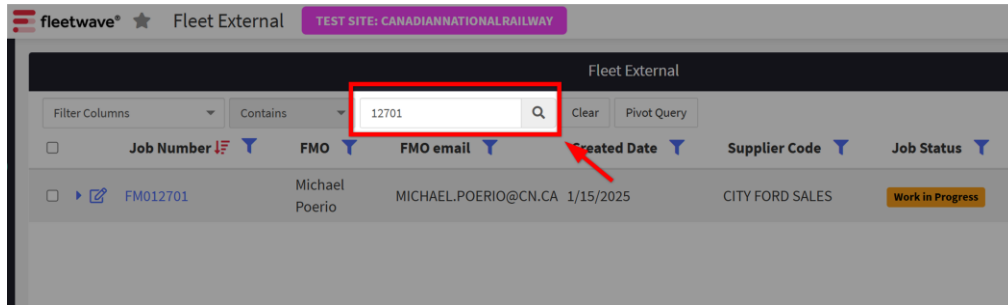 fleetwave® Fleet External TEST SITE: CANADIANNATIONALRAILWAY
Fleet External
Filter Columns Contains 12701 Clear Pivot Query
Job Number FMO FMO email Created Date Supplier Code Job Status
FM012701 Michael Poerio MICHAEL.POERIO@CN.CA 1/15/2025 CITY FORD SALES Work in Progress